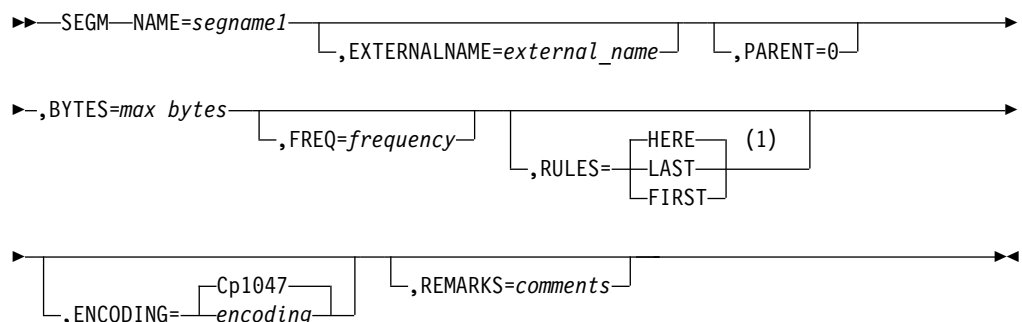 SEGM NAME=segname1
,EXTERNALNAME=external_name ,PARENT=0
,BYTES=max bytes
,FREQ=frequency HERE (1)
,RULES= LAST
FIRST
Cp1047 ,REMARKS=comments
,ENCODING= encoding